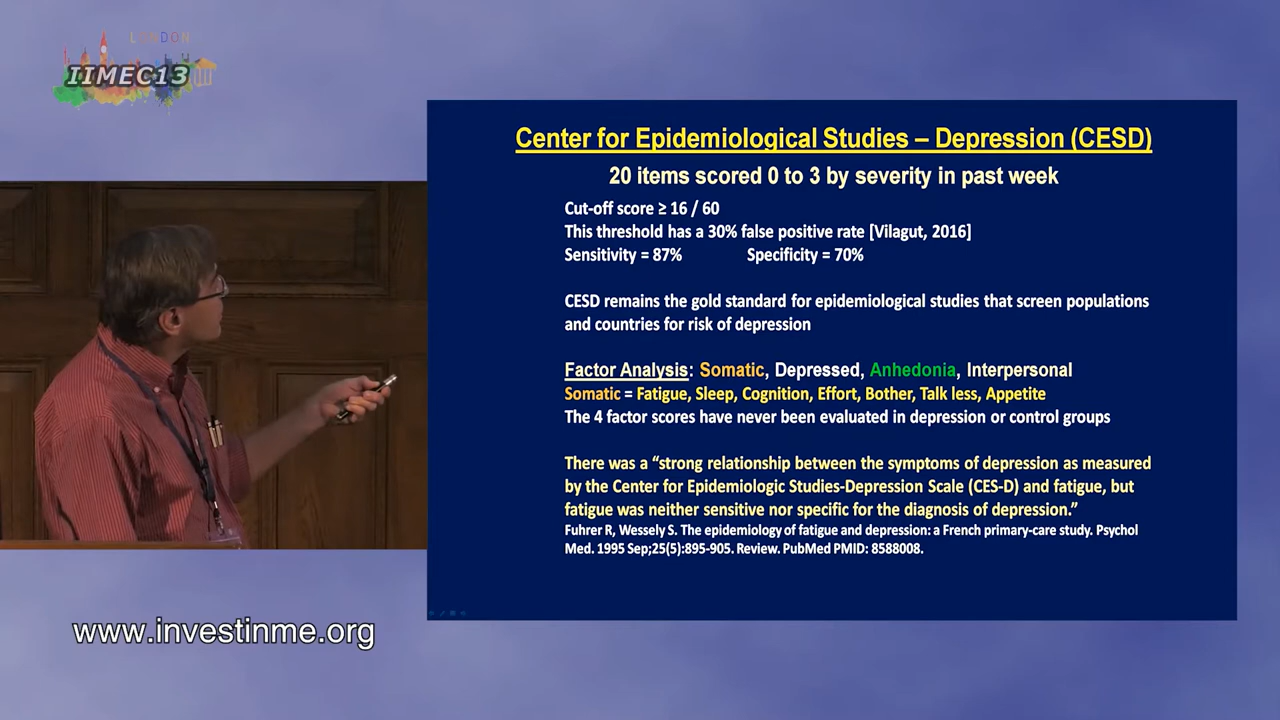 LONDON
IIMEC13
Center for Epidemiological Studies – Depression (CESD)
20 items scored 0 to 3 by severity in past week
Cut-off score ≥ 16 / 60
This threshold has a 30% false positive rate [Vilagut, 2016]
Sensitivity = 87% Specificity = 70%
CESD remains the gold standard for epidemiological studies that screen populations
and countries for risk of depression
Factor Analysis: Somatic, Depressed, Anhedonia, Interpersonal
Somatic = Fatigue, Sleep, Cognition, Effort, Bother, Talk less, Appetite
The 4 factor scores have never been evaluated in depression or control groups
There was a “strong relationship between the symptoms of depression as measured
by the Center for Epidemiologic Studies-Depression Scale (CES-D) and fatigue, but
fatigue was neither sensitive nor specific for the diagnosis of depression.”
Fuhrer R, Wessely S. The epidemiology of fatigue and depression: a French primary-care study. Psychol
Med. 1995 Sep;25(5):895-905. Review. PubMed PMID: 8588008.
www.investinme.org